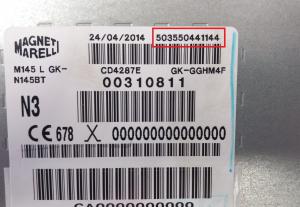 MAGNETI
MARELLI
24/04/2014 503550441144
M145 L GK-
N145BT
CD4287E GK-GGHM4F
00310811
N3
CE 678 X 000000000000000